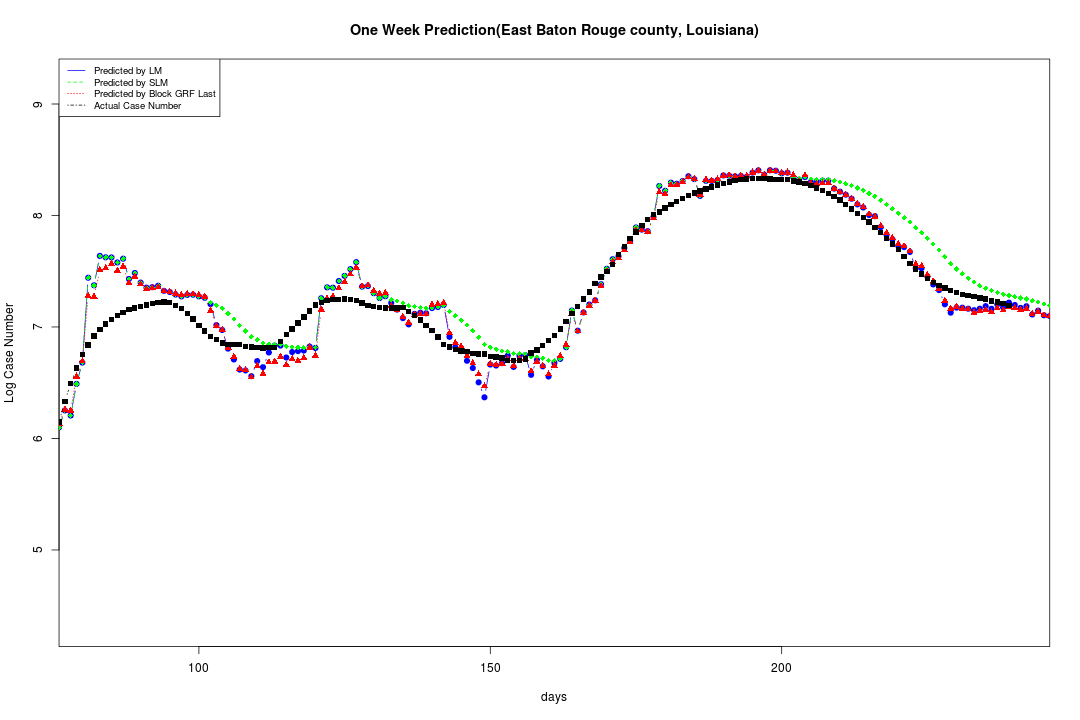 One Week Prediction(East Baton Rouge county, Louisiana)
Predicted by LM
Predicted by SLM
Predicted by Block GRF Last
Actual Case Number
9
8
7
6
5
Log Case Number
100 150 200
days